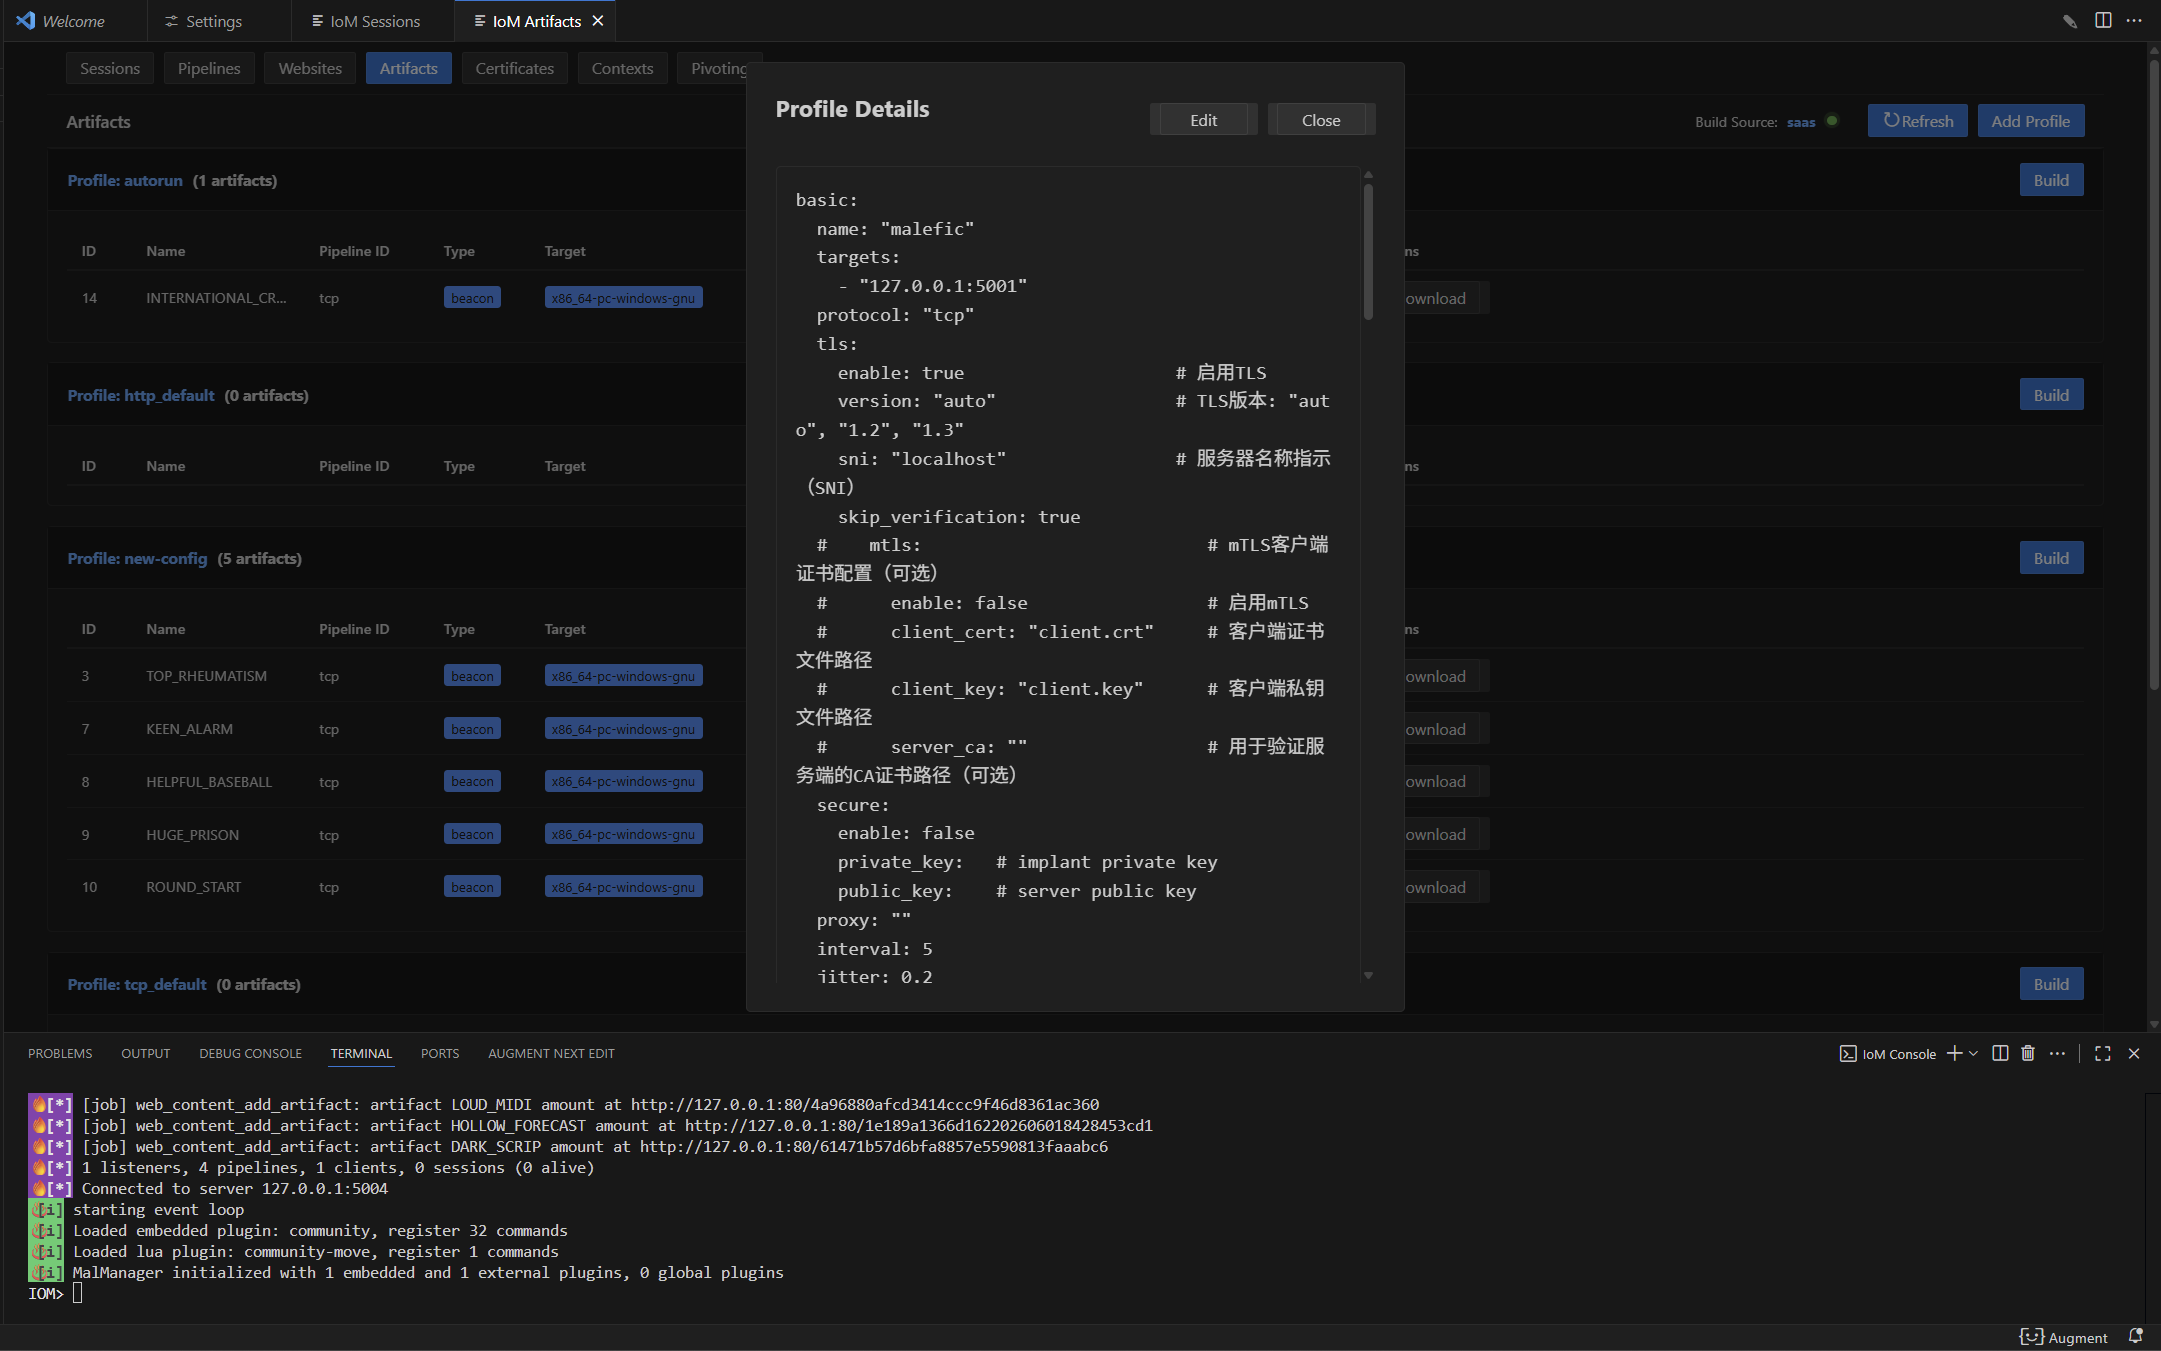 Welcome
Settings
IoM Sessions
IoM Artifacts
Sessions
Pipelines
Websites
Artifacts
Certificates
Contexts
Pivoting
Artifacts
Build Source: saas
Refresh
Add Profile
Profile: autorun (1 artifacts)
Build
ID Name Pipeline ID Type Target
ns
14 INTERNATIONAL_CR... tcp beacon x86_64-pc-windows-gnu
ownload
Profile: http_default (0 artifacts)
Build
ID Name Pipeline ID Type Target
ns
Profile: new-config (5 artifacts)
Build
ID Name Pipeline ID Type Target
ns
3 TOP_RHEUMATISM tcp beacon x86_64-pc-windows-gnu
ownload
7 KEEN_ALARM tcp beacon x86_64-pc-windows-gnu
ownload
8 HELPFUL_BASEBALL tcp beacon x86_64-pc-windows-gnu
ownload
9 HUGE_PRISON tcp beacon x86_64-pc-windows-gnu
ownload
10 ROUND_START tcp beacon x86_64-pc-windows-gnu
ownload
Profile: tcp_default (0 artifacts)
Build
Profile Details
Edit
Close
basic:
  name: "malefic"
  targets:
    - "127.0.0.1:5001"
  protocol: "tcp"
  tls:
    enable: true                    # 启用TLS
    version: "auto"                 # TLS版本: "aut
o", "1.2", "1.3"
    sni: "localhost"                # 服务器名称指示
（SNI）
    skip_verification: true
  #    mtls:                           # mTLS客户端
证书配置（可选）
  #      enable: false                 # 启用mTLS
  #      client_cert: "client.crt"     # 客户端证书
文件路径
  #      client_key: "client.key"      # 客户端私钥
文件路径
  #      server_ca: ""                 # 用于验证服
务端的CA证书路径（可选）
  secure:
    enable: false
    private_key:   # implant private key
    public_key:    # server public key
  proxy: ""
  interval: 5
  jitter: 0.2
PROBLEMS
OUTPUT
DEBUG CONSOLE
TERMINAL
PORTS
AUGMENT NEXT EDIT
IoM Console
[*] [job] web_content_add_artifact: artifact LOUD_MIDI amount at http://127.0.0.1:80/4a96880afcd3414ccc9f46d8361ac360
[*] [job] web_content_add_artifact: artifact HOLLOW_FORECAST amount at http://127.0.0.1:80/1e189a1366d162202606018428453cd1
[*] [job] web_content_add_artifact: artifact DARK_SCRIP amount at http://127.0.0.1:80/61471b57d6bfa8857e5590813faaabc6
[*] 1 listeners, 4 pipelines, 1 clients, 0 sessions (0 alive)
[*] Connected to server 127.0.0.1:5004
[i] starting event loop
[i] Loaded embedded plugin: community, register 32 commands
[i] Loaded lua plugin: community-move, register 1 commands
[i] MalManager initialized with 1 embedded and 1 external plugins, 0 global plugins
IOM>
Augment